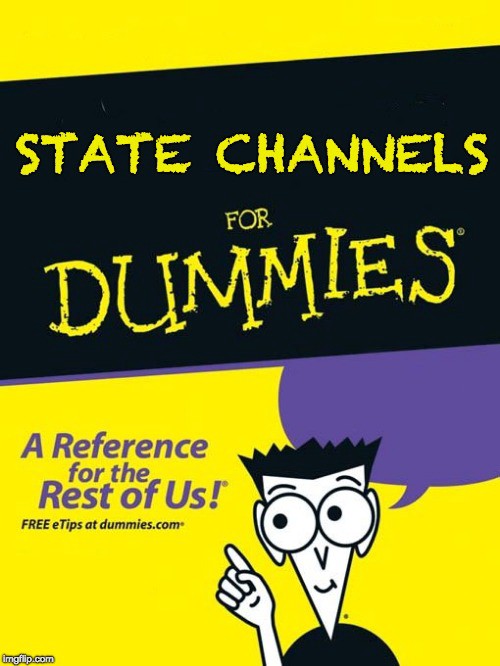 STATE CHANNELS
FOR
DUMMIES®
A Reference
for the
Rest of Us!®
FREE eTips at dummies.com®
imgflip.com